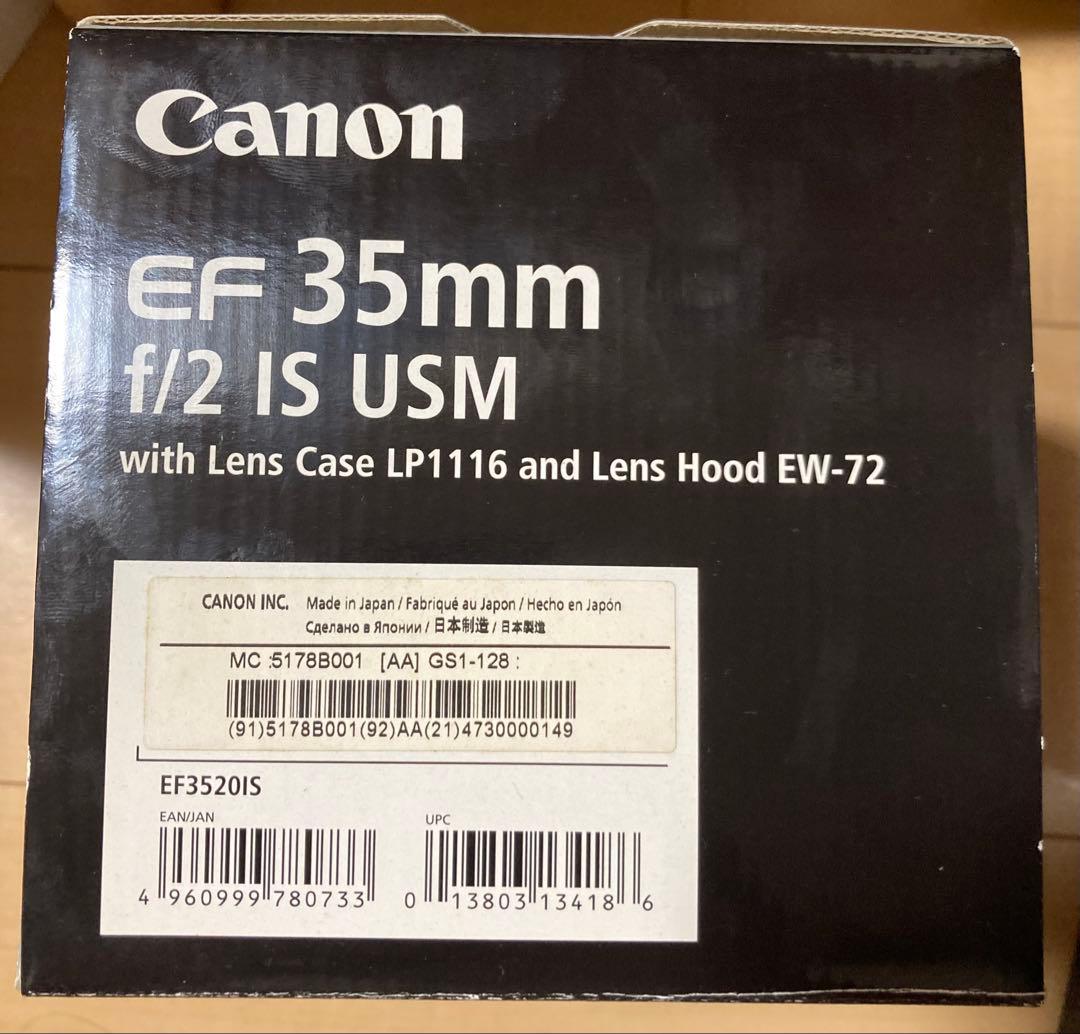 Canon
EF 35mm
f/2 IS USM
with Lens Case LP1116 and Lens Hood EW-72
CANON INC. Made in Japan / Fabriqué au Japon / Hecho en Japón
Сделано в Японии / 日本制造 / 日本製造
MC :5178B001 [AA] GS1-128 :
(91)5178B001(92)AA(21)4730000149
EF3520IS
EAN/JAN
4 960999 780733
UPC
0 13803 13418 6